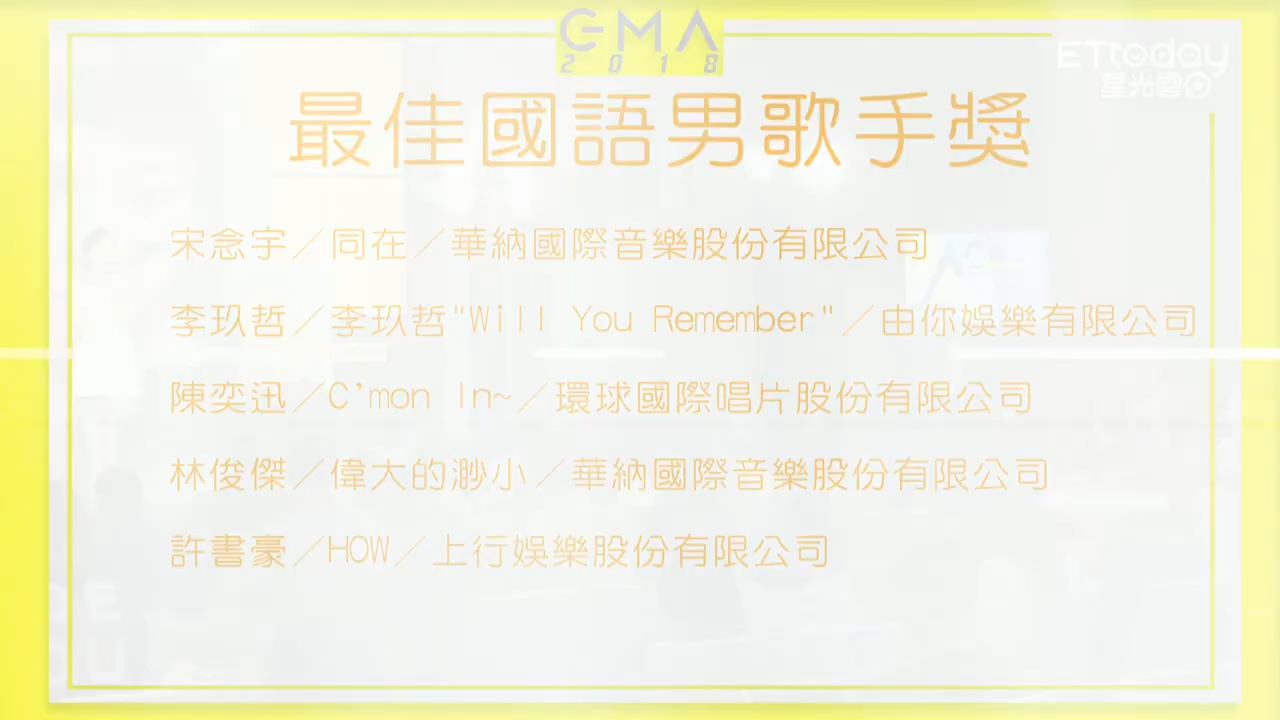 GMA
2018
ETtoday
星光雲
最佳國語男歌手獎
宋念宇／同在／華納國際音樂股份有限公司
李玖哲／李玖哲"Will You Remember"／由你娛樂有限公司
陳奕迅／C'mon In~／環球國際唱片股份有限公司
林俊傑／偉大的渺小／華納國際音樂股份有限公司
許書豪／HOW／上行娛樂股份有限公司